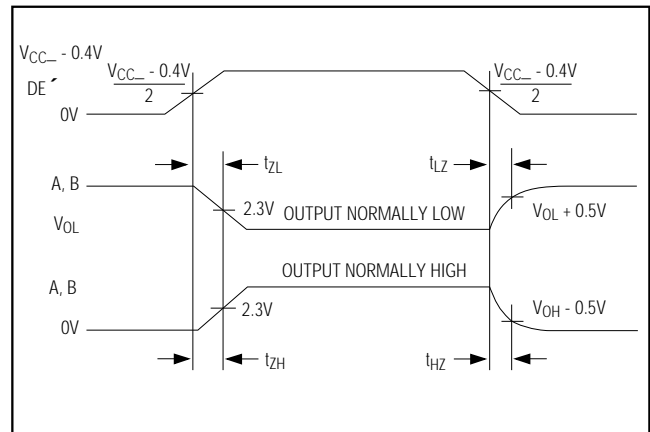 VCC_ - 0.4V
DE´
VCC_ - 0.4V
2
VCC_ - 0.4V
2
0V
tZL
tLZ
A, B
2.3V
OUTPUT NORMALLY LOW
VOL + 0.5V
VOL
OUTPUT NORMALLY HIGH
A, B
2.3V
VOH - 0.5V
0V
tZH
tHZ